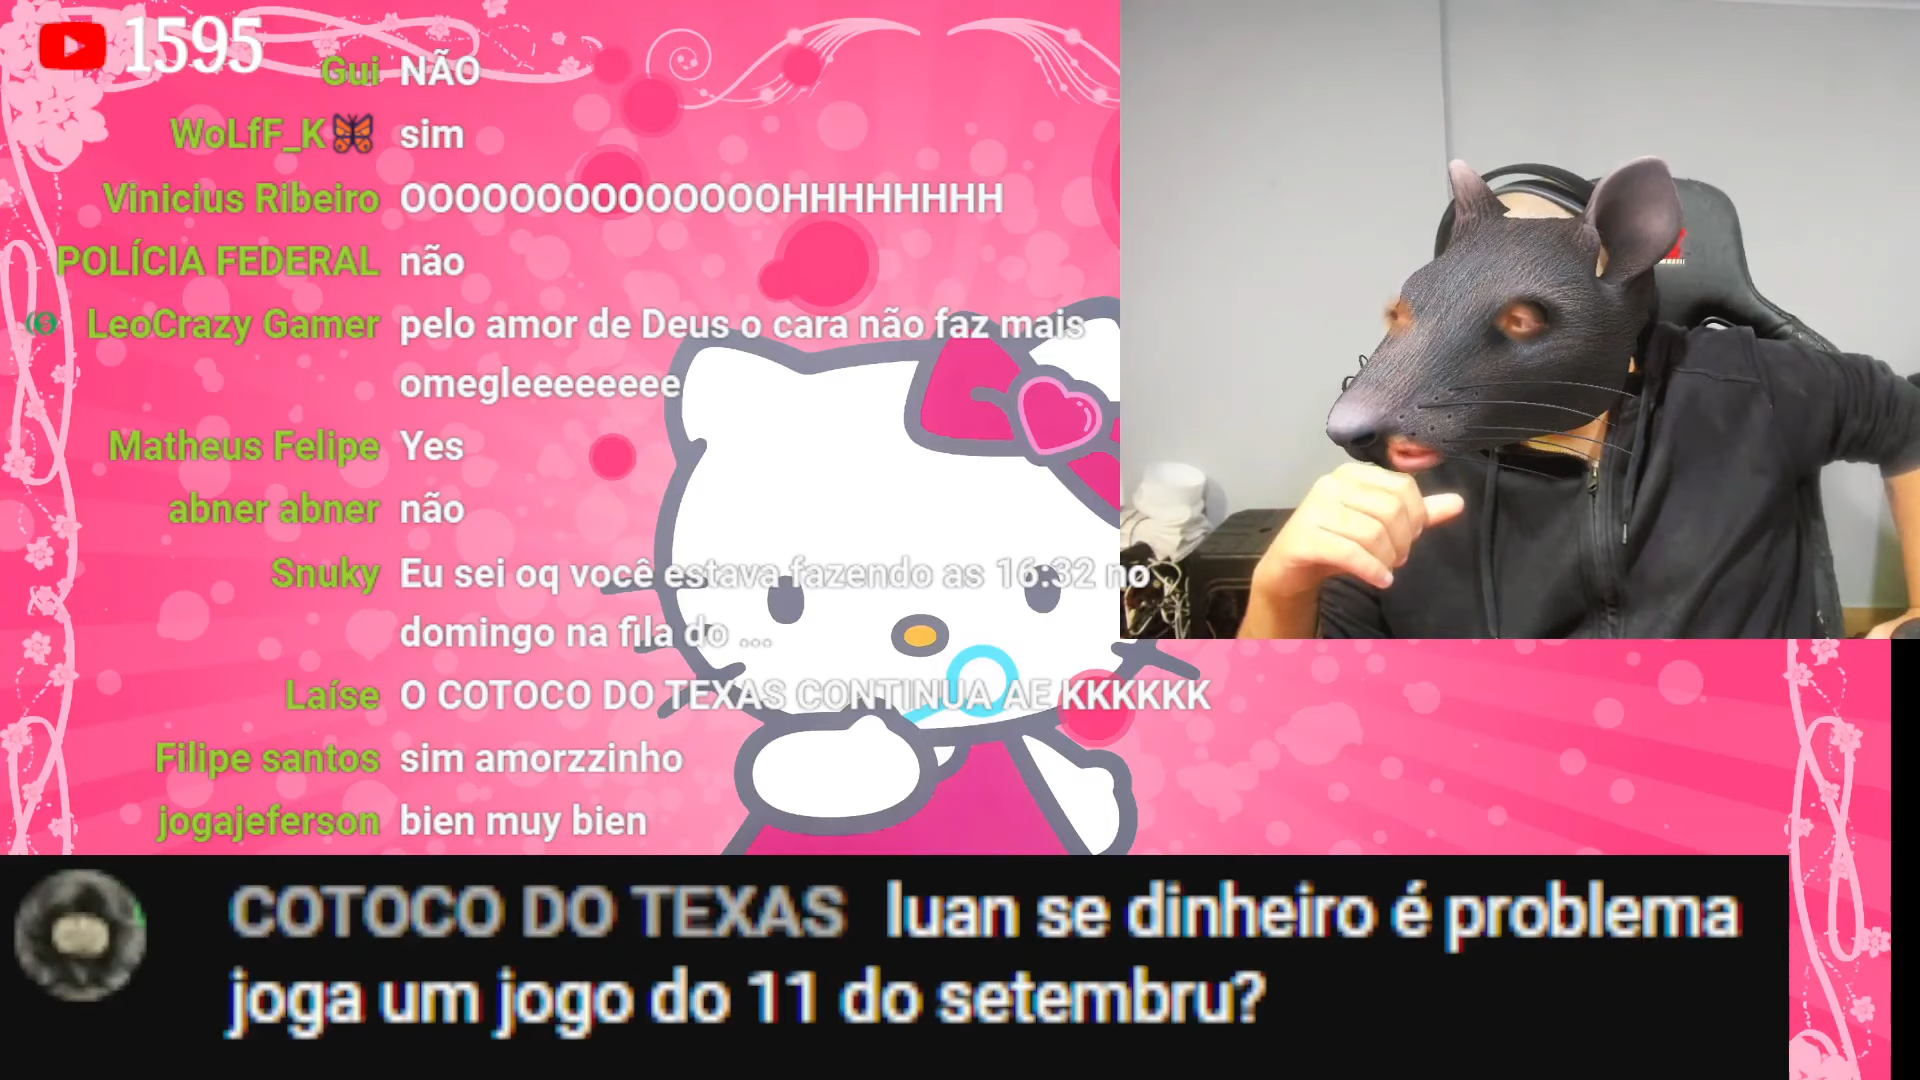 1595
Gui NÃO
WoLfF_K🦋 sim
Vinicius Ribeiro OOOOOOOOOOOOOOHHHHHHHH
POLÍCIA FEDERAL não
LeoCrazy Gamer pelo amor de Deus o cara não faz mais
omegleeeeeeee
Matheus Felipe Yes
abner abner não
Snuky Eu sei oq você estava fazendo as 16:32 no
domingo na fila do ...
Laíse O COTOCO DO TEXAS CONTINUA AE KKKKKK
Filipe santos sim amorzzinho
jogajeferson bien muy bien
COTOCO DO TEXAS luan se dinheiro é problema
joga um jogo do 11 do setembru?